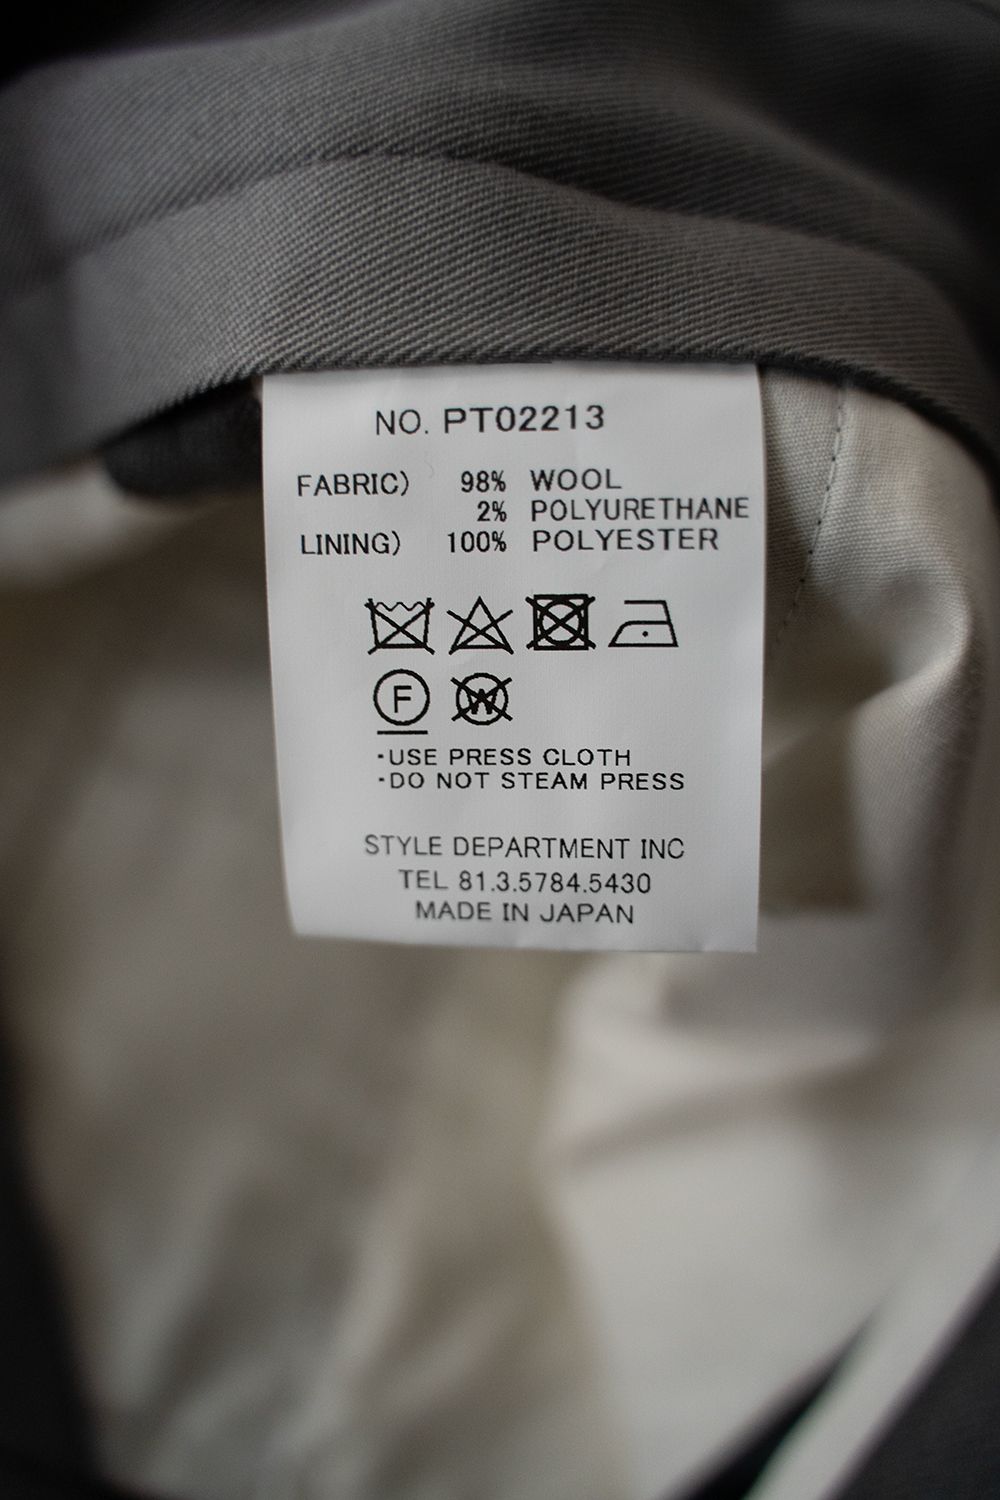 NO. PT02213
FABRIC) 98% WOOL
2% POLYURETHANE
LINING) 100% POLYESTER
F W
·USE PRESS CLOTH
·DO NOT STEAM PRESS
STYLE DEPARTMENT INC
TEL 81.3.5784.5430
MADE IN JAPAN